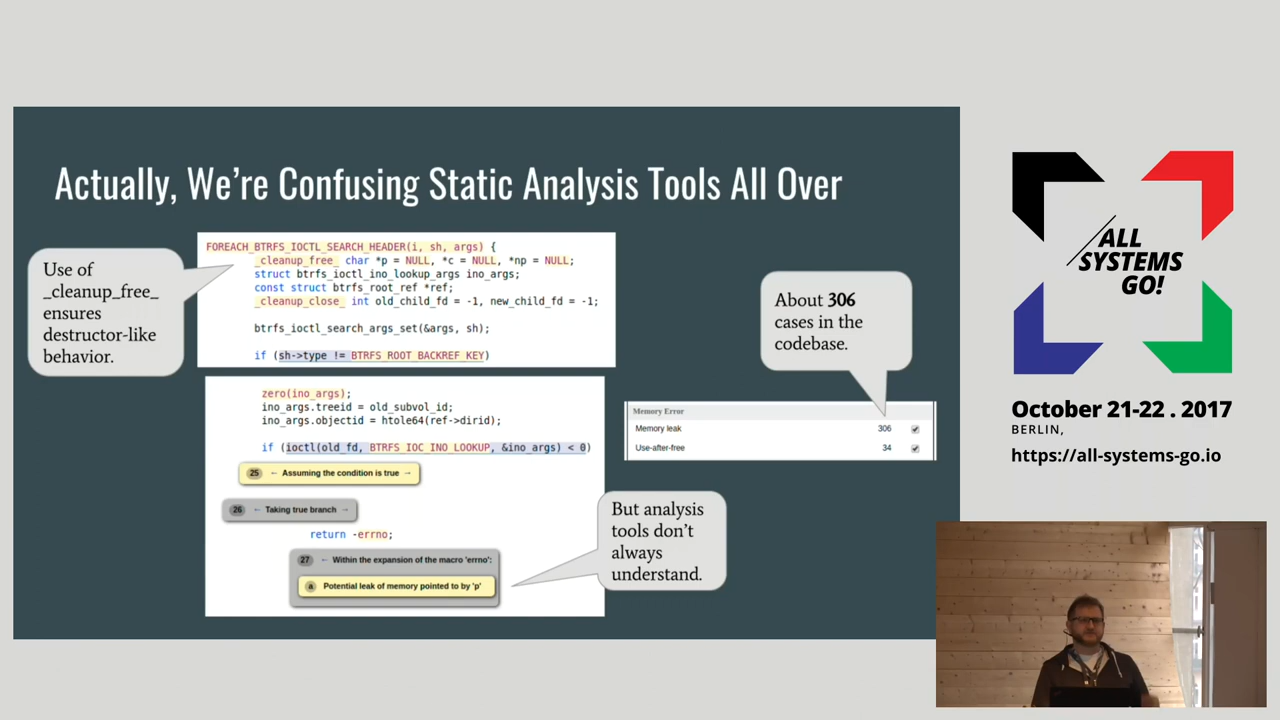 Actually, We're Confusing Static Analysis Tools All Over
Use of
_cleanup_free_
ensures
destructor-like
behavior.
FOREACH_BTRFS_IOCTL_SEARCH_HEADER(i, sh, args) {
_cleanup_free_ char *p = NULL, *c = NULL, *np = NULL;
struct btrfs_ioctl_ino_lookup_args ino_args;
const struct btrfs_root_ref *ref;
_cleanup_close_ int old_child_fd = -1, new_child_fd = -1;
btrfs_ioctl_search_args_set(&args, sh);
if (sh->type != BTRFS_ROOT_BACKREF_KEY)
zero(ino_args);
ino_args.treeid = old_subvol_id;
ino_args.objectid = htole64(ref->dirid);
if (ioctl(old_fd, BTRFS_IOC_INO_LOOKUP, &ino_args) < 0)
25 ← Assuming the condition is true →
26 ← Taking true branch →
return -errno;
27 ← Within the expansion of the macro 'errno':
a Potential leak of memory pointed to by 'p'
But analysis
tools don't
always
understand.
About 306
cases in the
codebase.
Memory Error
Memory leak 306
Use-after-free 34
ALL
SYSTEMS
GO!
October 21-22 . 2017
BERLIN,
https://all-systems-go.io